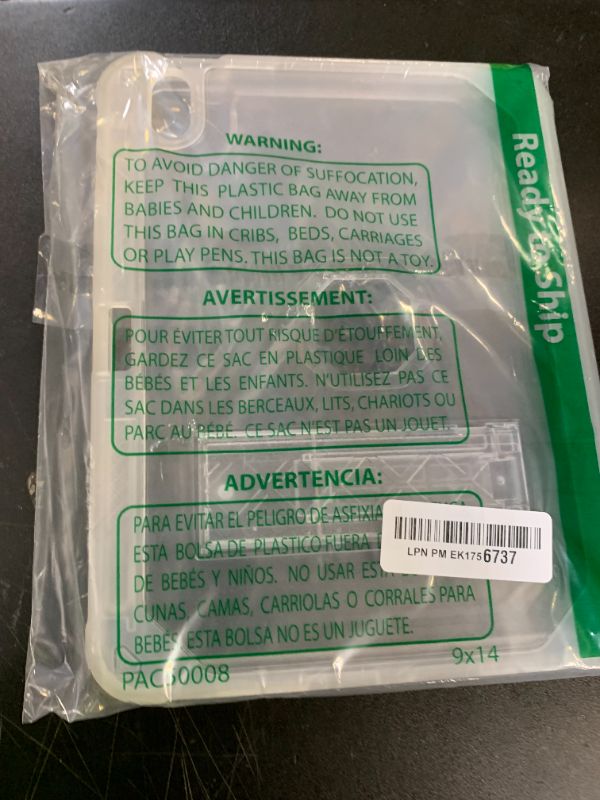 WARNING:
TO AVOID DANGER OF SUFFOCATION,
KEEP THIS PLASTIC BAG AWAY FROM
BABIES AND CHILDREN. DO NOT USE
THIS BAG IN CRIBS, BEDS, CARRIAGES
OR PLAY PENS. THIS BAG IS NOT A TOY.
AVERTISSEMENT:
POUR ÉVITER TOUT RISQUE D'ÉTOUFFEMENT,
GARDEZ CE SAC EN PLASTIQUE LOIN DES
BÉBÉS ET LES ENFANTS. N'UTILISEZ PAS CE
SAC DANS LES BERCEAUX, LITS, CHARIOTS OU
PARC AU BÉBÉ. CE SAC N'EST PAS UN JOUET.
ADVERTENCIA:
PARA EVITAR EL PELIGRO DE ASFIXIA
ESTA BOLSA DE PLASTICO FUERA
DE BEBÉS Y NIÑOS. NO USAR
CUNAS, CAMAS, CARRIOLAS O CORRALES PARA
BEBÉS. ESTA BOLSA NO ES UN JUGUETE.
PAC50008
9x14
LPN PM EK1756737
Ready to Ship